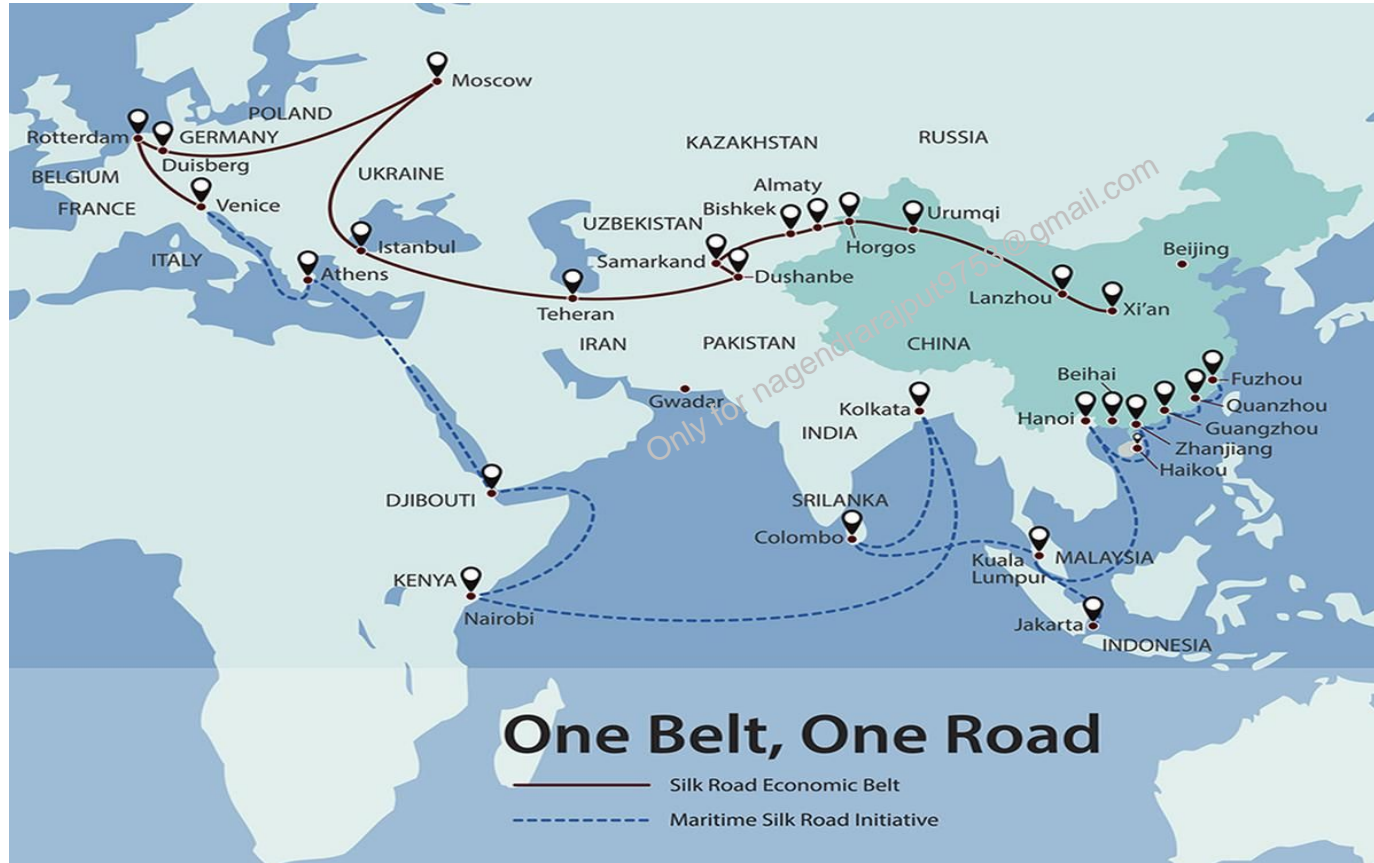 Moscow
POLAND
Rotterdam
GERMANY
Duisberg
KAZAKHSTAN
RUSSIA
BELGIUM
UKRAINE
Almaty
FRANCE
Venice
Bishkek
Urumqi
UZBEKISTAN
Horgos
ITALY
Istanbul
Athens
Samarkand
Dushanbe
Beijing
Teheran
Lanzhou
Xi'an
IRAN
PAKISTAN
CHINA
Beihai
Fuzhou
Gwadar
Kolkata
Hanoi
Quanzhou
INDIA
Guangzhou
Zhanjiang
Haikou
DJIBOUTI
SRILANKA
Colombo
Kuala
Lumpur
MALAYSIA
KENYA
Nairobi
Jakarta
INDONESIA
One Belt, One Road
Silk Road Economic Belt
Maritime Silk Road Initiative